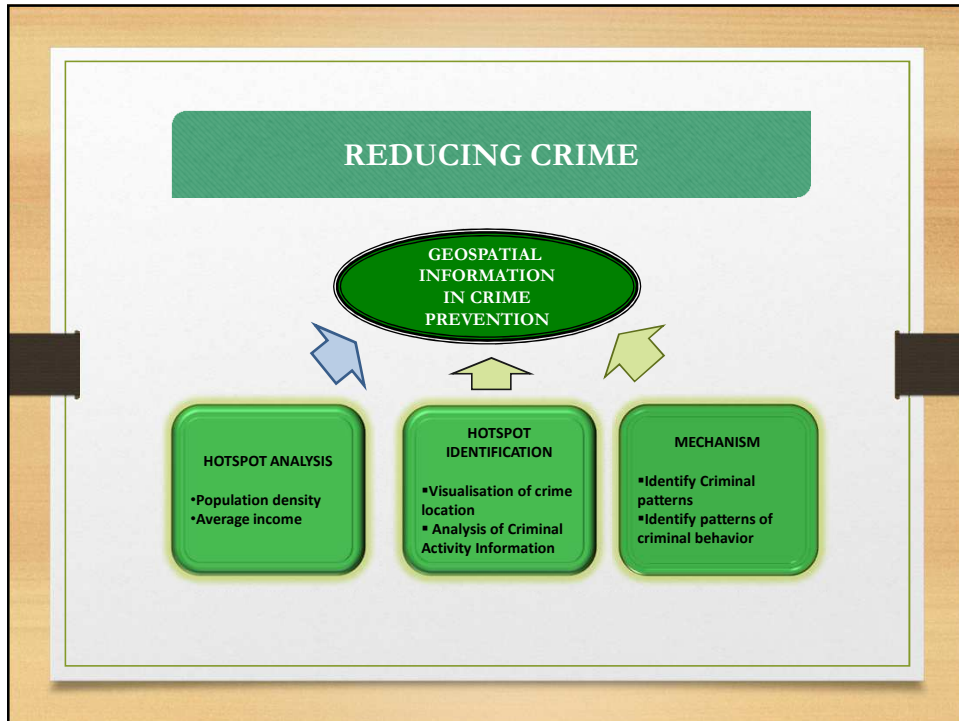 REDUCING CRIME
GEOSPATIAL
INFORMATION
IN CRIME
PREVENTION
HOTSPOT ANALYSIS
•Population density
•Average income
HOTSPOT
IDENTIFICATION
▪Visualisation of crime
location
▪ Analysis of Criminal
Activity Information
MECHANISM
▪Identify Criminal
patterns
▪Identify patterns of
criminal behavior